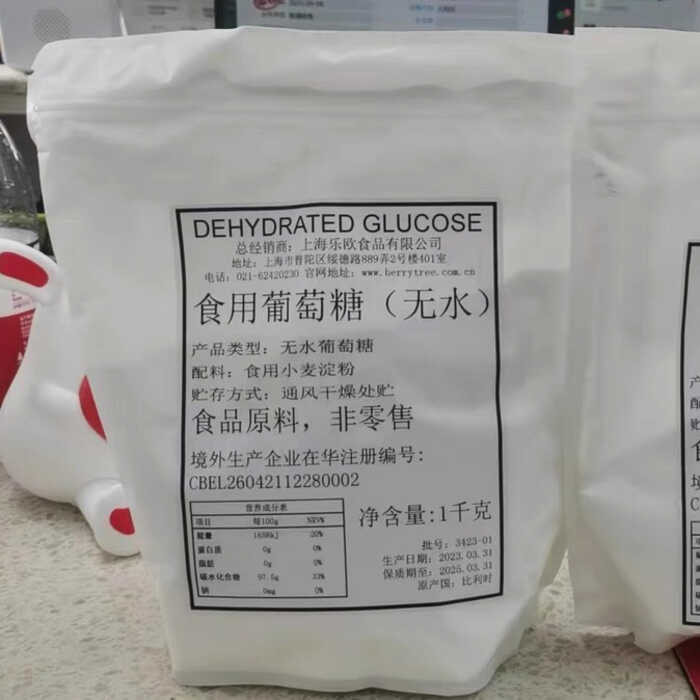 DEHYDRATED GLUCOSE
总经销商：上海乐欧食品有限公司
地址：上海市普陀区绥德路889弄2号楼401室
电话：021-62420230 官网地址：www.berrytree.com.cn
食用葡萄糖（无水）
产品类型：无水葡萄糖
配料：食用小麦淀粉
贮存方式：通风干燥处贮
食品原料，非零售
境外生产企业在华注册编号：
CBEL26042112280002
营养成分表
项目 每100g NRV%
能量 20%
蛋白质 0g 0%
脂肪 0g 0%
碳水化合物 97.5g 33%
钠 0mg 0%
净含量：1千克
批号：3423-01
生产日期：2023.03.31
保质期至：2025.03.31
原产国：比利时